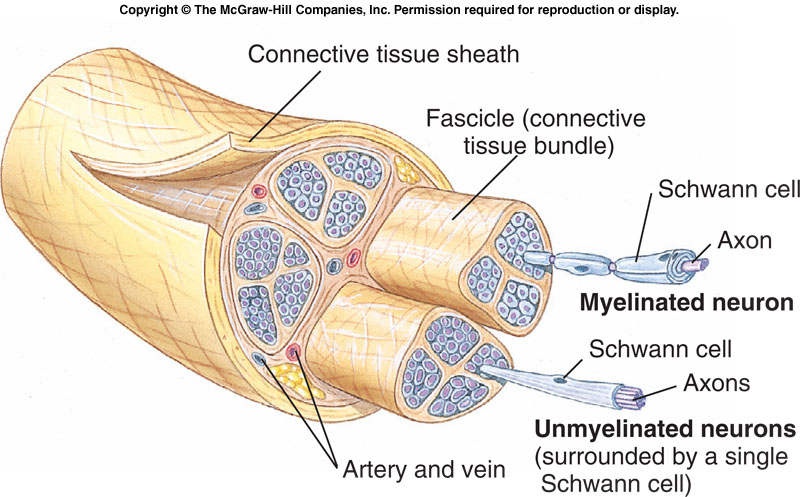 Copyright © The McGraw-Hill Companies, Inc. Permission required for reproduction or display.
Connective tissue sheath
Fascicle (connective
tissue bundle)
Schwann cell
Axon
Myelinated neuron
Schwann cell
Axons
Unmyelinated neurons
(surrounded by a single
Schwann cell)
Artery and vein